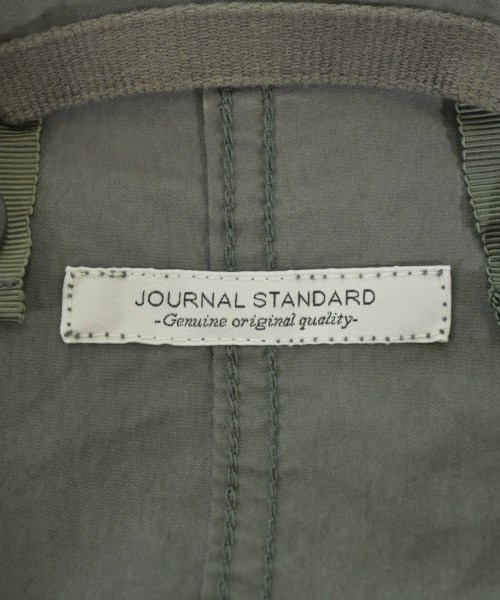 JOURNAL STANDARD
-Genuine original quality-